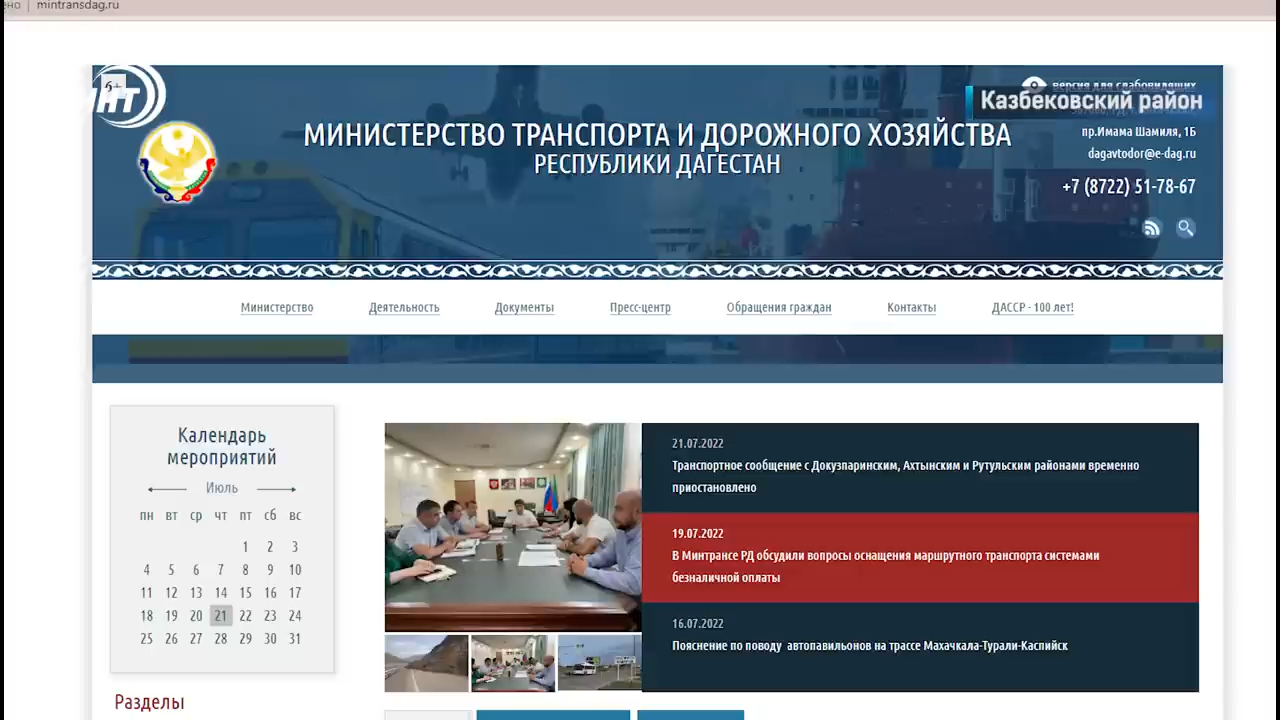 ено | mintransdag.ru
6+
НТ
версия для слабовидящих
Казбековский район
МИНИСТЕРСТВО ТРАНСПОРТА И ДОРОЖНОГО ХОЗЯЙСТВА
РЕСПУБЛИКИ ДАГЕСТАН
пр.Имама Шамиля, 1Б
dagavtodor@e-dag.ru
+7 (8722) 51-78-67
Министерство Деятельность Документы Пресс-центр Обращения граждан Контакты ДАССР - 100 лет!
Календарь
мероприятий
Июль
пн вт ср чт пт сб вс
1 2 3
4 5 6 7 8 9 10
11 12 13 14 15 16 17
18 19 20 21 22 23 24
25 26 27 28 29 30 31
Разделы
21.07.2022
Транспортное сообщение с Докузпаринским, Ахтынским и Рутульским районами временно
приостановлено
19.07.2022
В Минтрансе РД обсудили вопросы оснащения маршрутного транспорта системами
безналичной оплаты
16.07.2022
Пояснение по поводу автопавильонов на трассе Махачкала-Турали-Каспийск